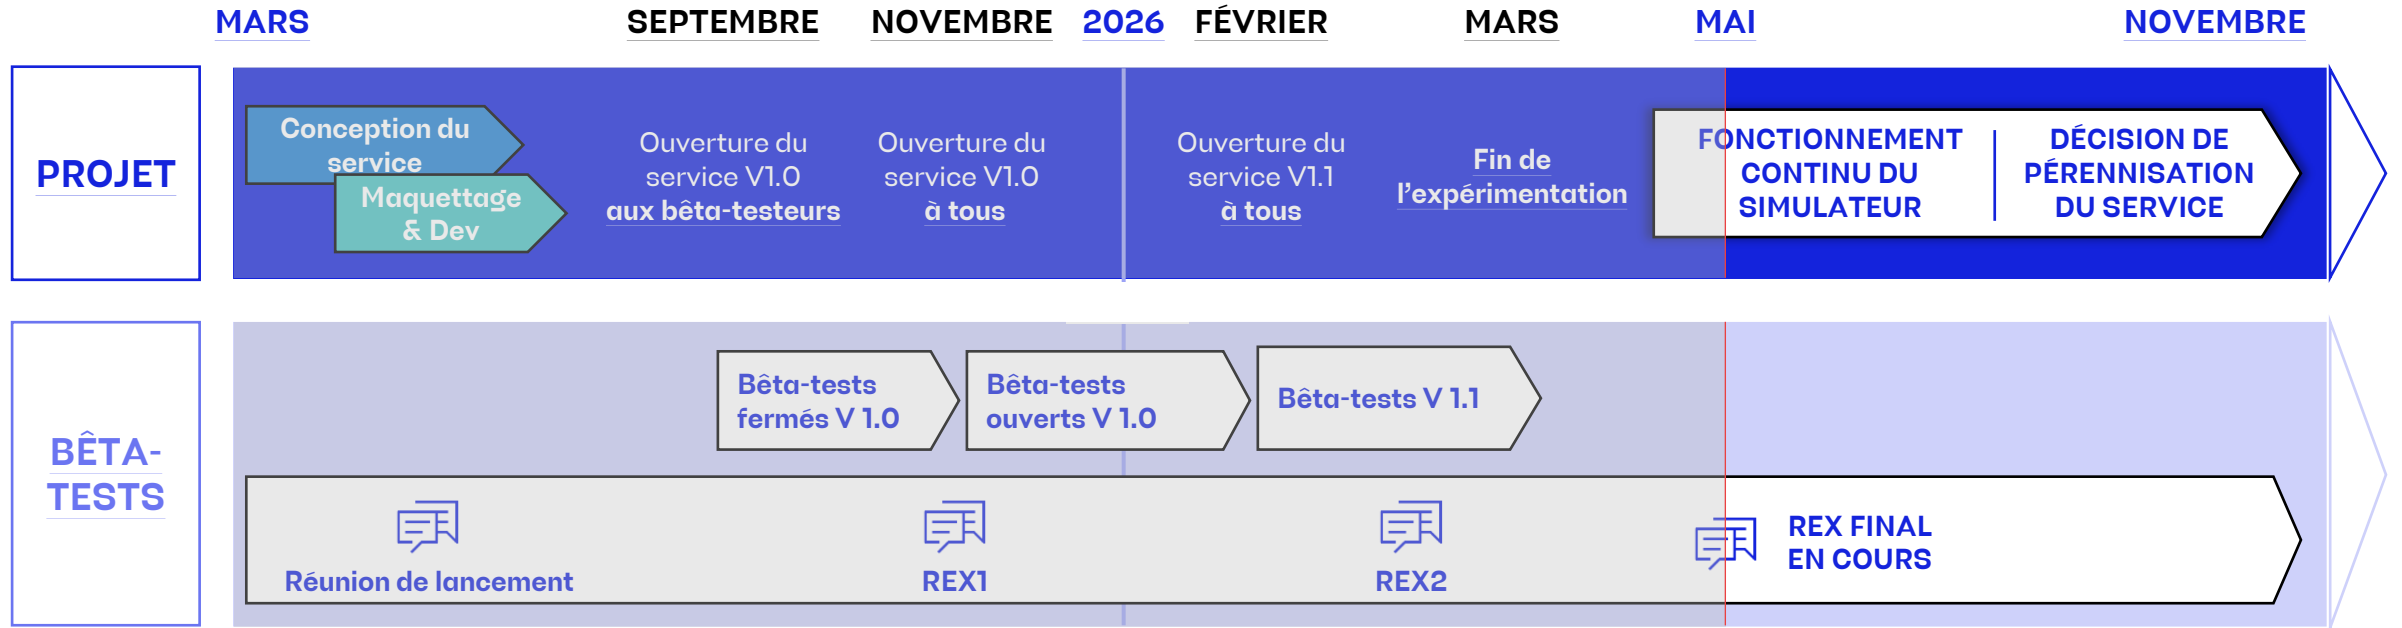 MARS
SEPTEMBRE
NOVEMBRE
2026
FÉVRIER
MARS
MAI
NOVEMBRE
PROJET
Conception du
service
Maquettage
& Dev
Ouverture du
service V1.0
aux bêta-testeurs
Ouverture du
service V1.0
à tous
Ouverture du
service V1.1
à tous
Fin de
l'expérimentation
FONCTIONNEMENT
CONTINU DU
SIMULATEUR
DÉCISION DE
PÉRENNISATION
DU SERVICE
BÊTA-
TESTS
Bêta-tests
fermés V 1.0
Bêta-tests
ouverts V 1.0
Bêta-tests V 1.1
Réunion de lancement
REX1
REX2
REX FINAL
EN COURS